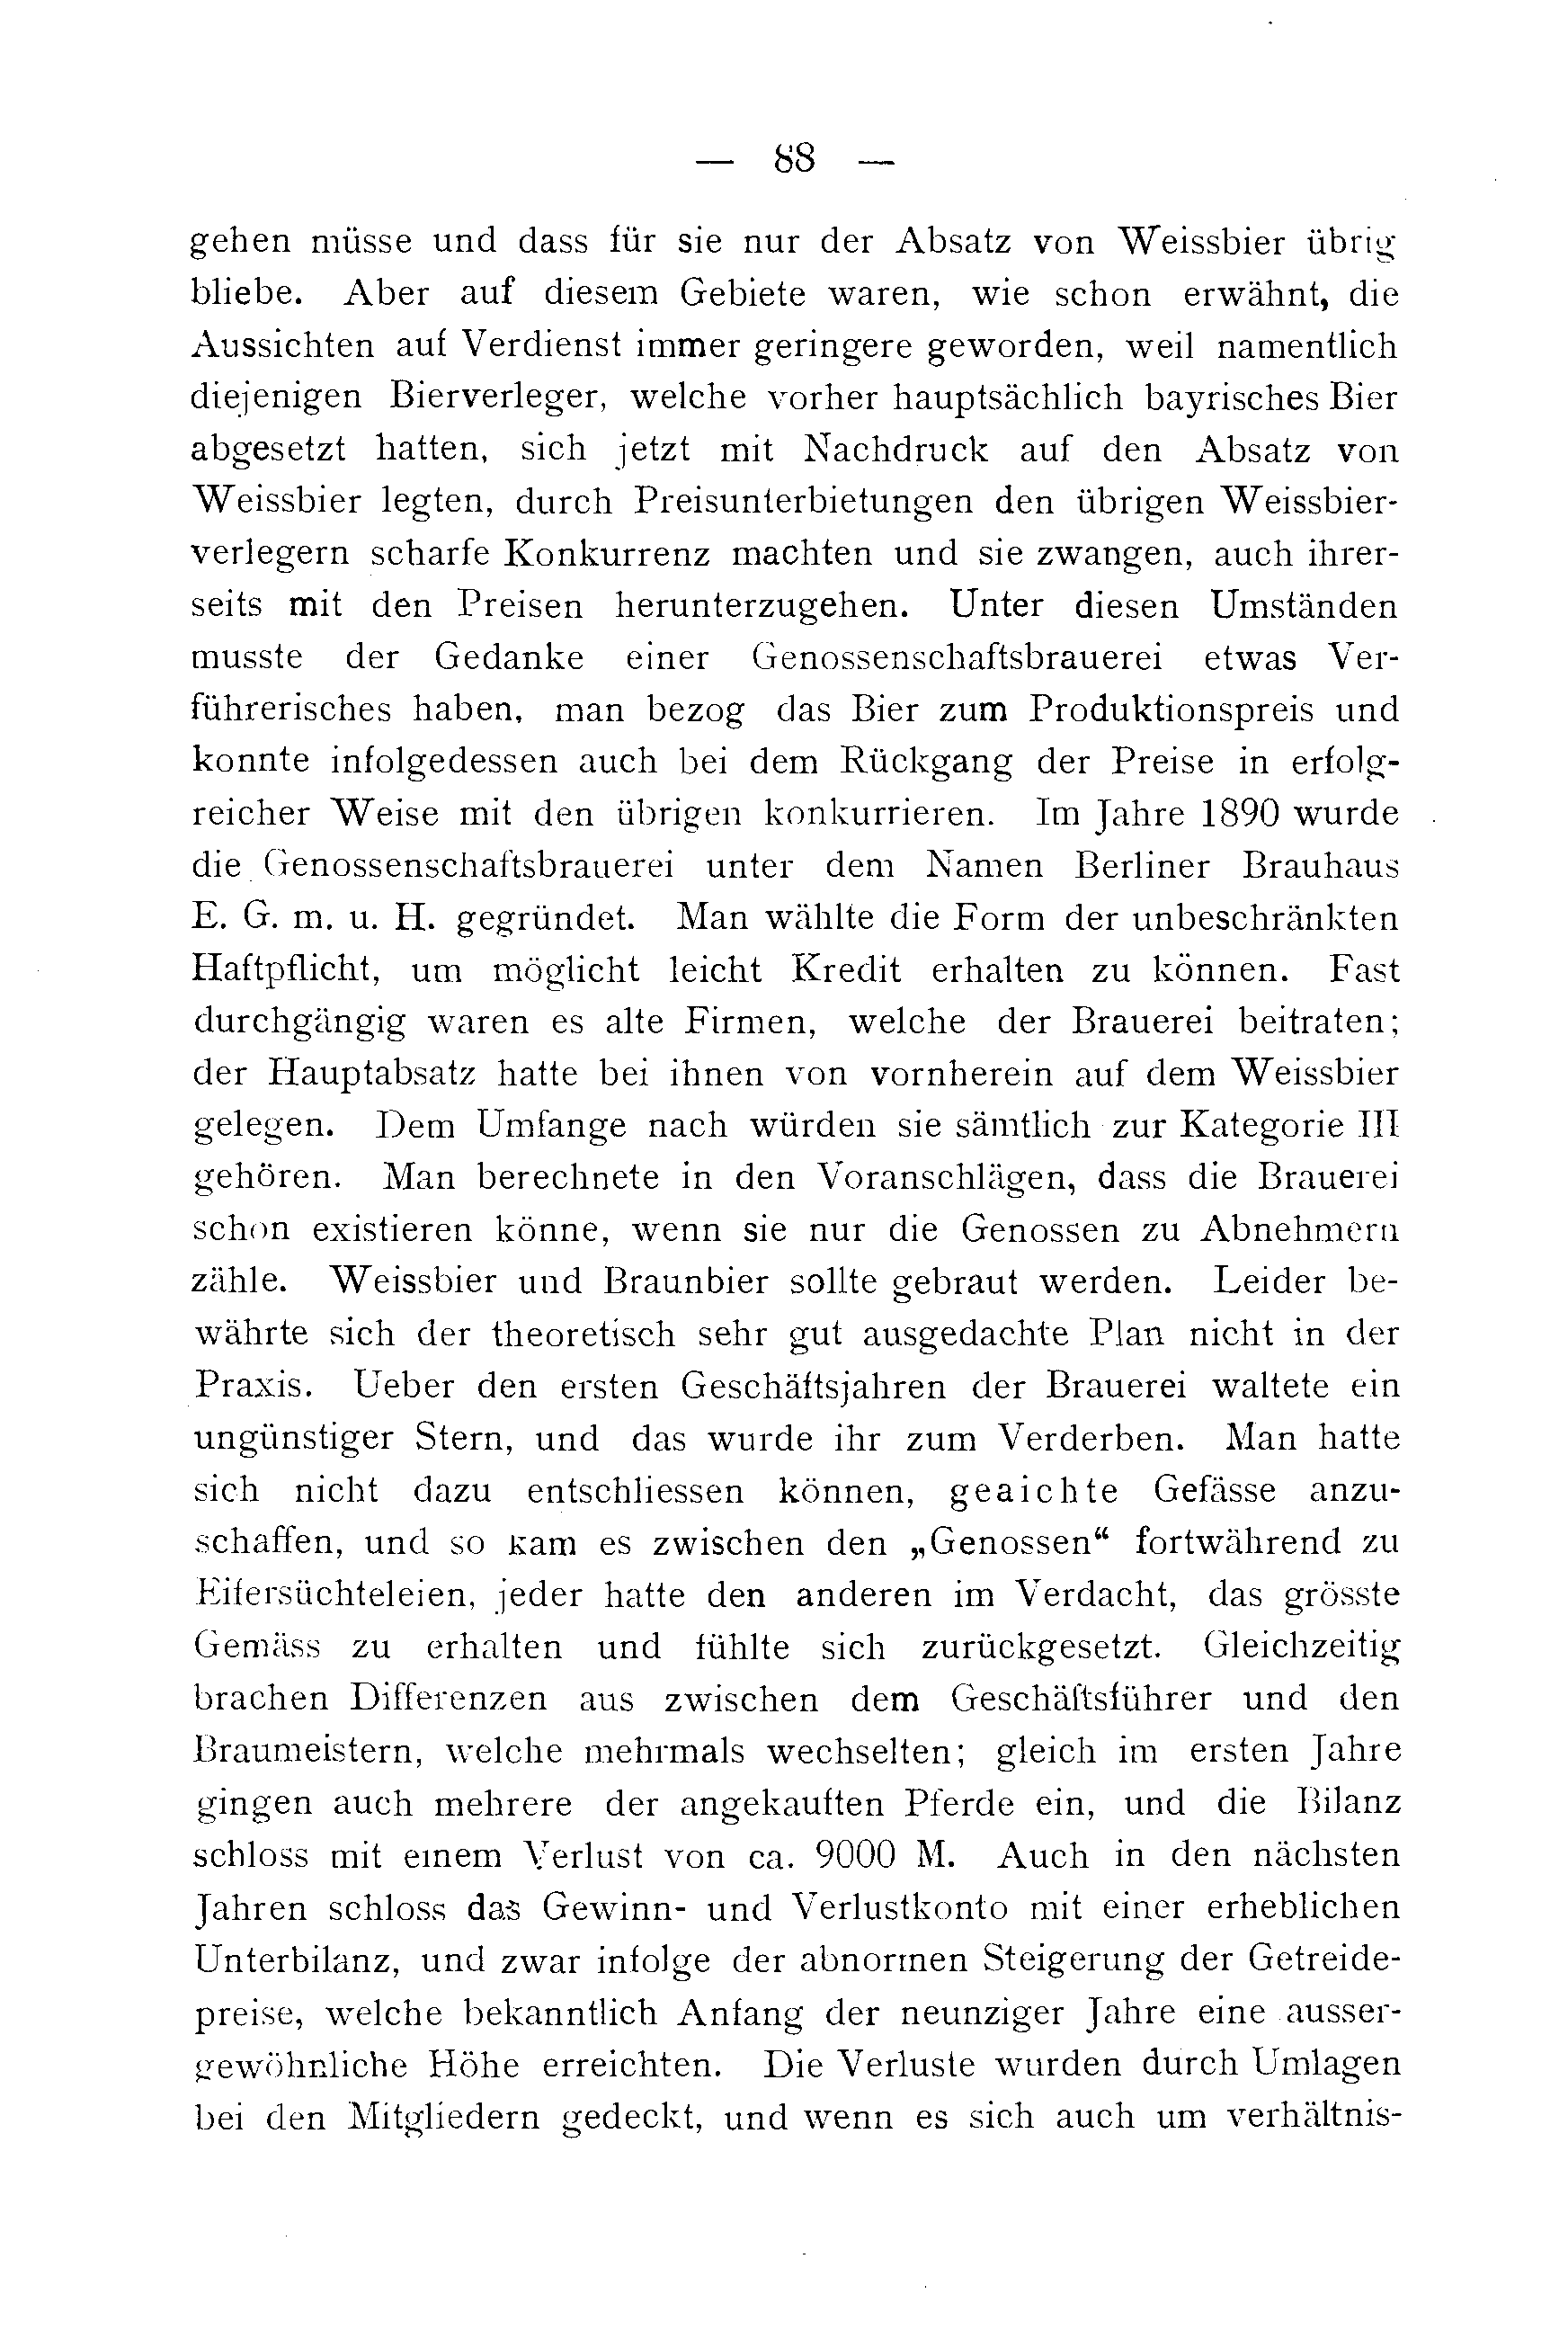 — 88 —
gehen müsse und dass für sie nur der Absatz von Weissbier übrig
bliebe. Aber auf diesem Gebiete waren, wie schon erwähnt, die
Aussichten auf Verdienst immer geringere geworden, weil namentlich
diejenigen Bierverleger, welche vorher hauptsächlich bayrisches Bier
abgesetzt hatten, sich jetzt mit Nachdruck auf den Absatz von
Weissbier legten, durch Preisunterbietungen den übrigen Weissbier-
verlegern scharfe Konkurrenz machten und sie zwangen, auch ihrer-
seits mit den Preisen herunterzugehen. Unter diesen Umständen
musste der Gedanke einer Genossenschaftsbrauerei etwas Ver-
führerisches haben, man bezog das Bier zum Produktionspreis und
konnte infolgedessen auch bei dem Rückgang der Preise in erfolg-
reicher Weise mit den übrigen konkurrieren. Im Jahre 1890 wurde
die Genossenschaftsbrauerei unter dem Namen Berliner Brauhaus
E. G. m. u. H. gegründet. Man wählte die Form der unbeschränkten
Haftpflicht, um möglicht leicht Kredit erhalten zu können. Fast
durchgängig waren es alte Firmen, welche der Brauerei beitraten;
der Hauptabsatz hatte bei ihnen von vornherein auf dem Weissbier
gelegen. Dem Umfange nach würden sie sämtlich zur Kategorie III
gehören. Man berechnete in den Voranschlägen, dass die Brauerei
schon existieren könne, wenn sie nur die Genossen zu Abnehmern
zähle. Weissbier und Braunbier sollte gebraut werden. Leider be-
währte sich der theoretisch sehr gut ausgedachte Plan nicht in der
Praxis. Ueber den ersten Geschäftsjahren der Brauerei waltete ein
ungünstiger Stern, und das wurde ihr zum Verderben. Man hatte
sich nicht dazu entschliessen können, geaichte Gefässe anzu-
schaffen, und so kam es zwischen den „Genossen“ fortwährend zu
Eifersüchteleien, jeder hatte den anderen im Verdacht, das grösste
Gemäss zu erhalten und fühlte sich zurückgesetzt. Gleichzeitig
brachen Differenzen aus zwischen dem Geschäftsführer und den
Braumeistern, welche mehrmals wechselten; gleich im ersten Jahre
gingen auch mehrere der angekauften Pferde ein, und die Bilanz
schloss mit einem Verlust von ca. 9000 M. Auch in den nächsten
Jahren schloss das Gewinn- und Verlustkonto mit einer erheblichen
Unterbilanz, und zwar infolge der abnormen Steigerung der Getreide-
preise, welche bekanntlich Anfang der neunziger Jahre eine ausser-
gewöhnliche Höhe erreichten. Die Verluste wurden durch Umlagen
bei den Mitgliedern gedeckt, und wenn es sich auch um verhältnis-